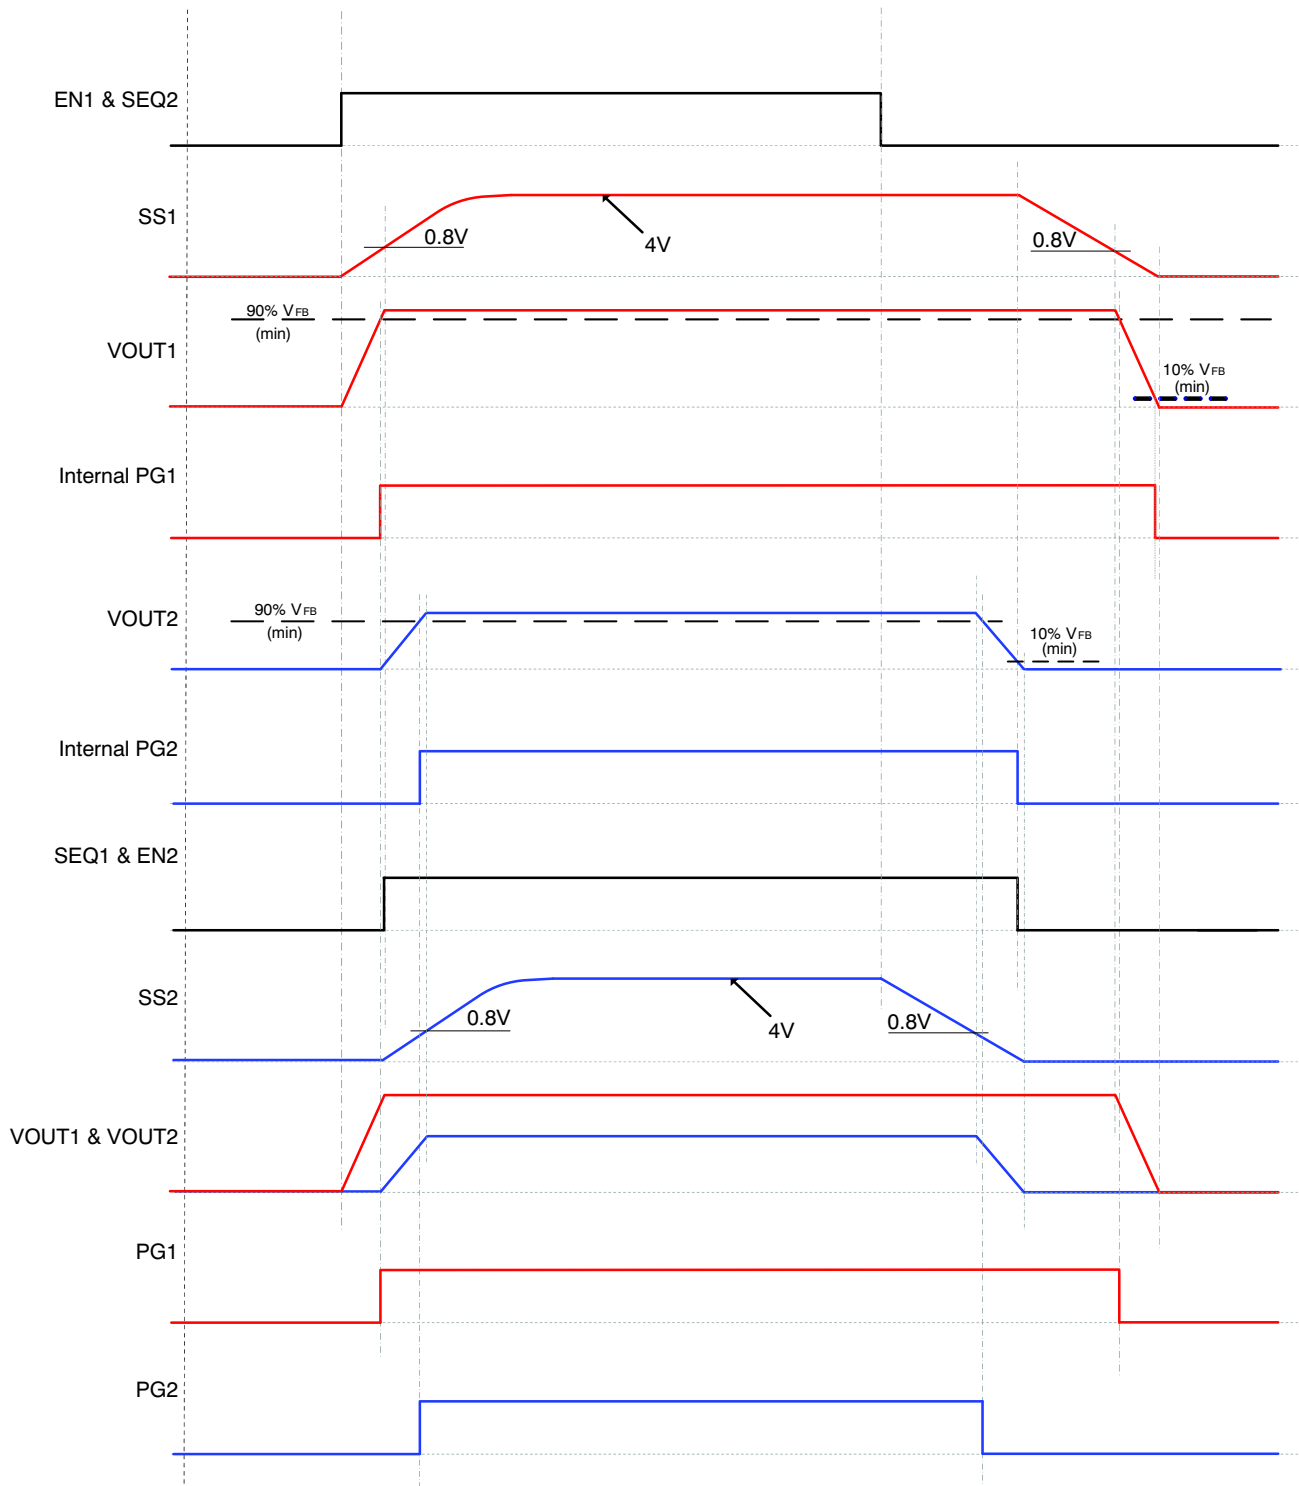 EN1 & SEQ2
SS1
0.8V
4V
0.8V
90% VFB
(min)
VOUT1
10% VFB
(min)
Internal PG1
VOUT2
90% VFB
(min)
10% VFB
(min)
Internal PG2
SEQ1 & EN2
SS2
0.8V
4V
0.8V
VOUT1 & VOUT2
PG1
PG2